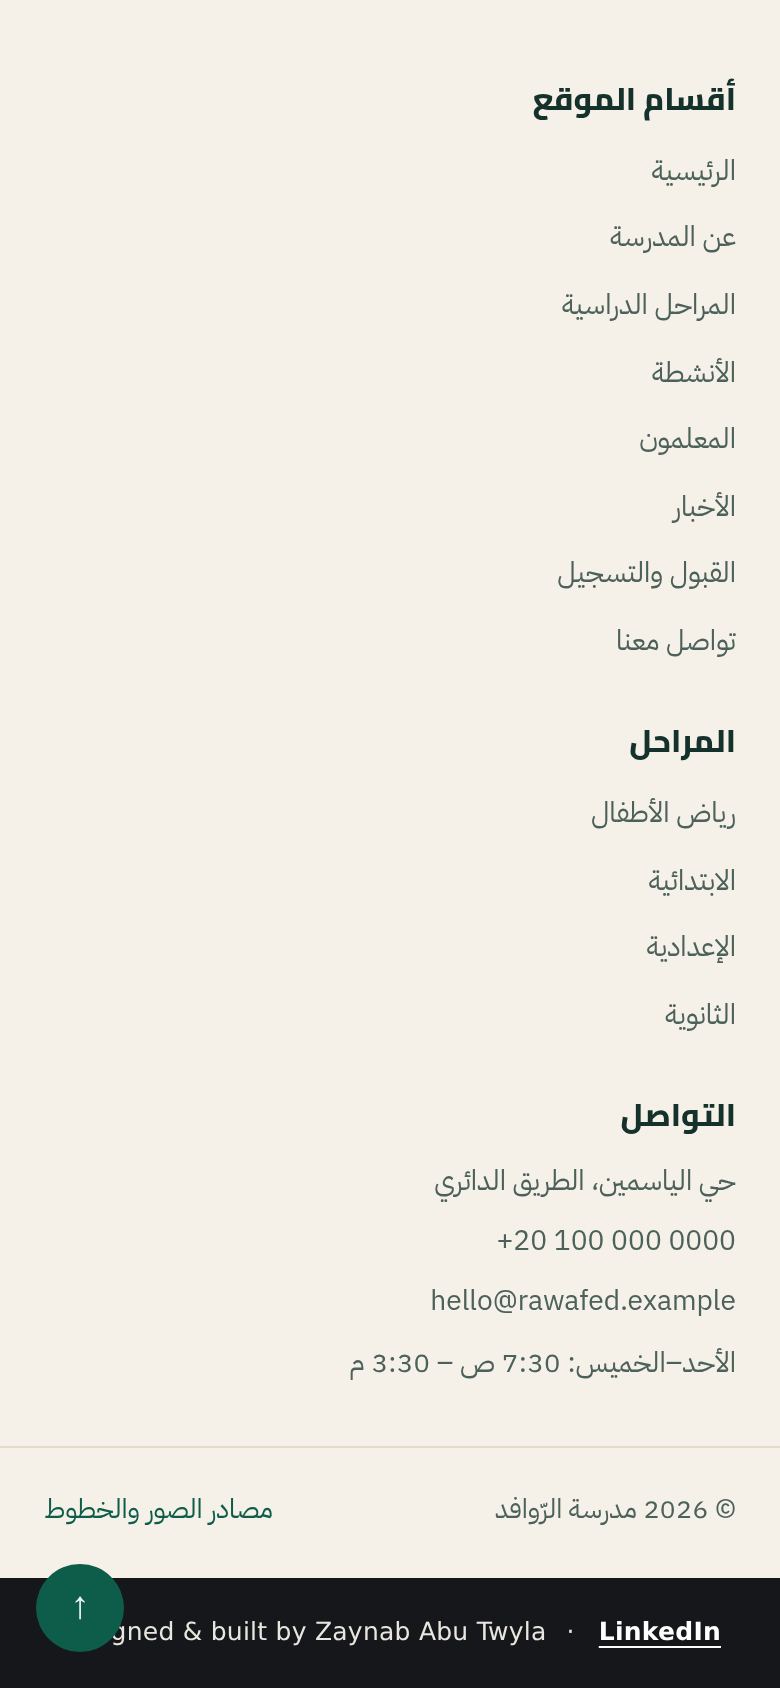 أقسام الموقع
الرئيسية
عن المدرسة
المراحل الدراسية
الأنشطة
المعلمون
الأخبار
القبول والتسجيل
تواصل معنا
المراحل
رياض الأطفال
الابتدائية
الإعدادية
الثانوية
التواصل
حي الياسمين، الطريق الدائري
+20 100 000 0000
hello@rawafed.example
الأحد–الخميس: 7:30 ص – 3:30 م
© 2026 مدرسة الرّوافد
مصادر الصور والخطوط
↑
& built by Zaynab Abu Twyla · LinkedIn